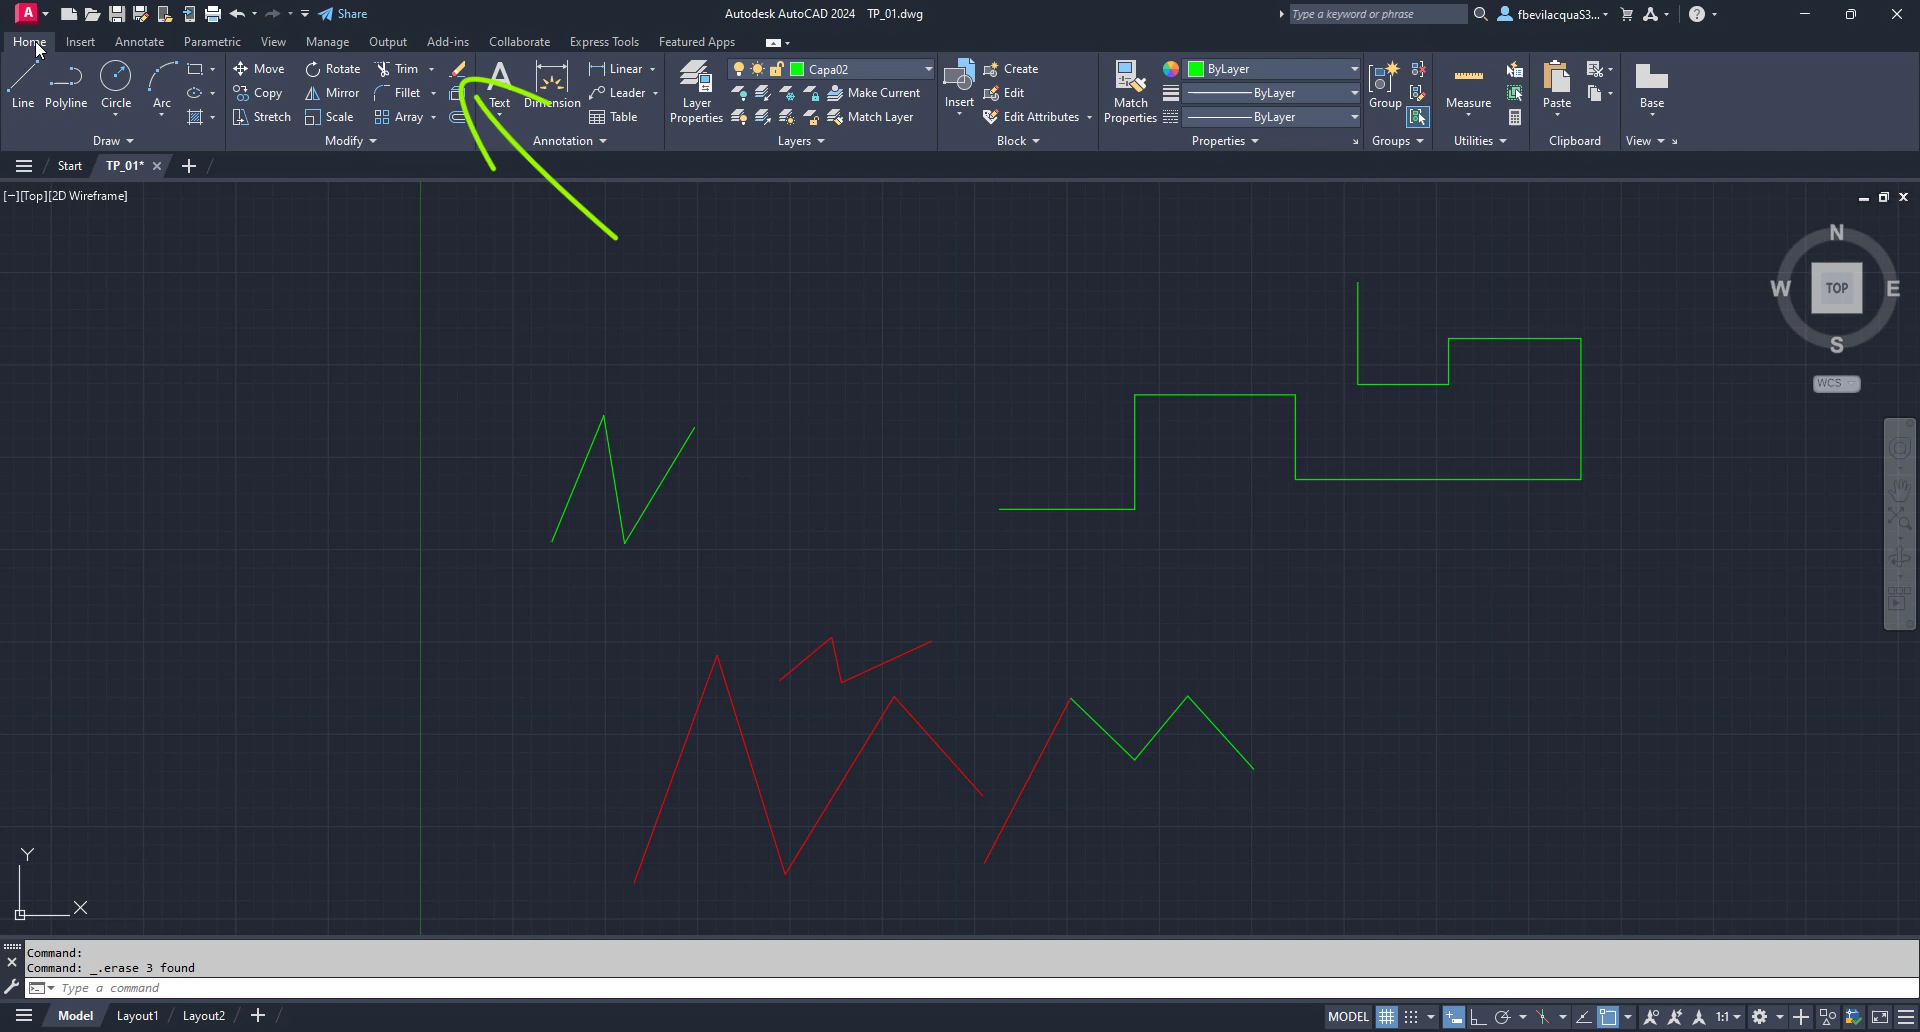 Share
Autodesk AutoCAD 2024 TP_01.dwg
Type a keyword or phrase
fbevilacquaS3...
Home Insert Annotate Parametric View Manage Output Add-ins Collaborate Express Tools Featured Apps
Line Polyline Circle Arc
Draw
Move Rotate Trim
Copy Mirror Fillet
Stretch Scale Array
Modify
Text Dimension
Linear
Leader
Table
Annotation
Layer
Properties
Capa02
Make Current
Match Layer
Layers
Insert
Create
Edit
Edit Attributes
Block
Match
Properties
ByLayer
ByLayer
ByLayer
Properties
Group
Groups
Measure
Utilities
Paste
Clipboard
Base
View
Start TP_01*
[−][Top][2D Wireframe]
N
W TOP E
S
WCS
Y
X
Command:
Command: _.erase 3 found
Type a command
Model Layout1 Layout2
MODEL 1:1